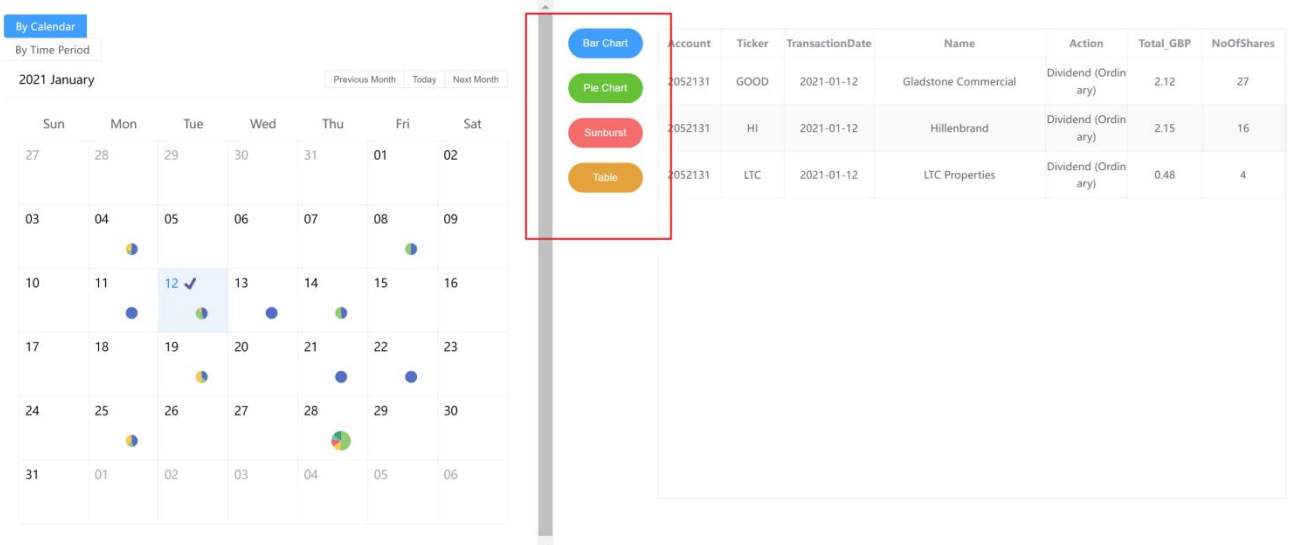 By Calendar
By Time Period
2021 January
Previous Month Today Next Month
Sun Mon Tue Wed Thu Fri Sat
27 28 29 30 31 01 02
03 04 05 06 07 08 09
10 11 12 13 14 15 16
17 18 19 20 21 22 23
24 25 26 27 28 29 30
31 01 02 03 04 05 06
Bar Chart
Pie Chart
Sunburst
Table
Account Ticker TransactionDate Name Action Total_GBP NoOfShares
2052131 GOOD 2021-01-12 Gladstone Commercial Dividend (Ordin
ary) 2.12 27
2052131 HI 2021-01-12 Hillenbrand Dividend (Ordin
ary) 2.15 16
2052131 LTC 2021-01-12 LTC Properties Dividend (Ordin
ary) 0.48 4